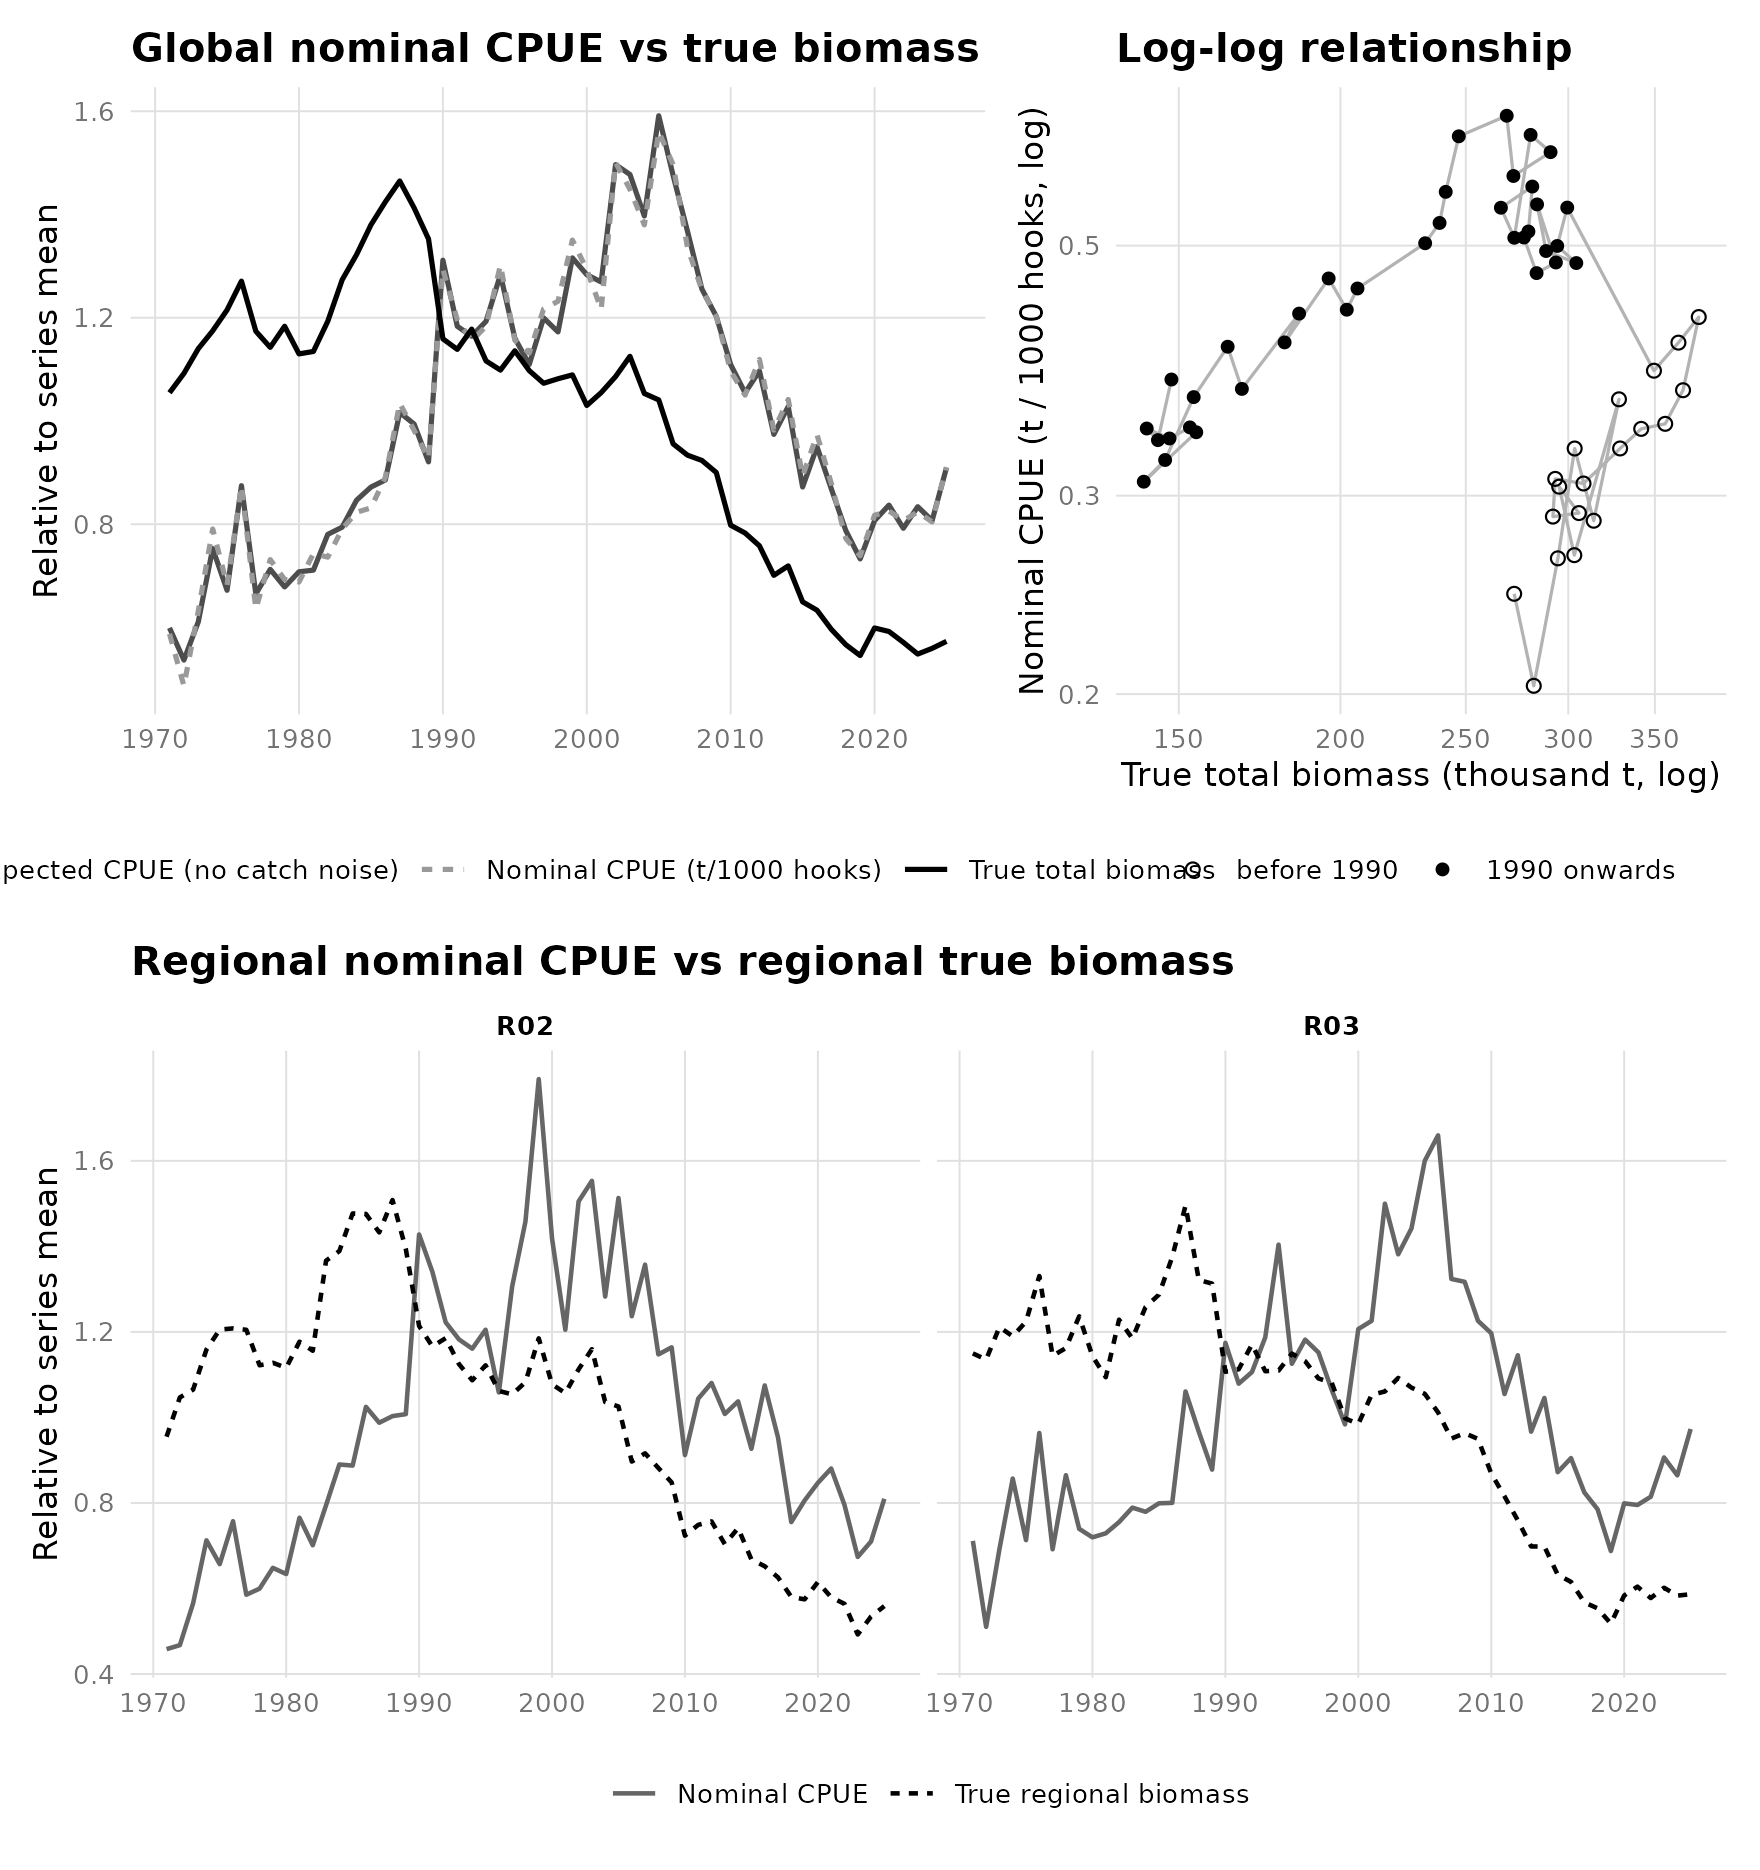 Global nominal CPUE vs true biomass
Log-log relationship
Relative to series mean
1.6
1.2
0.8
1970 1980 1990 2000 2010 2020
Nominal CPUE (t / 1000 hooks, log)
0.5
0.3
0.2
150 200 250 300 350
True total biomass (thousand t, log)
pected CPUE (no catch noise) Nominal CPUE (t/1000 hooks) True total biomass before 1990 1990 onwards
Regional nominal CPUE vs regional true biomass
R02
R03
Relative to series mean
1.6
1.2
0.8
0.4
1970 1980 1990 2000 2010 2020
1970 1980 1990 2000 2010 2020
Nominal CPUE True regional biomass